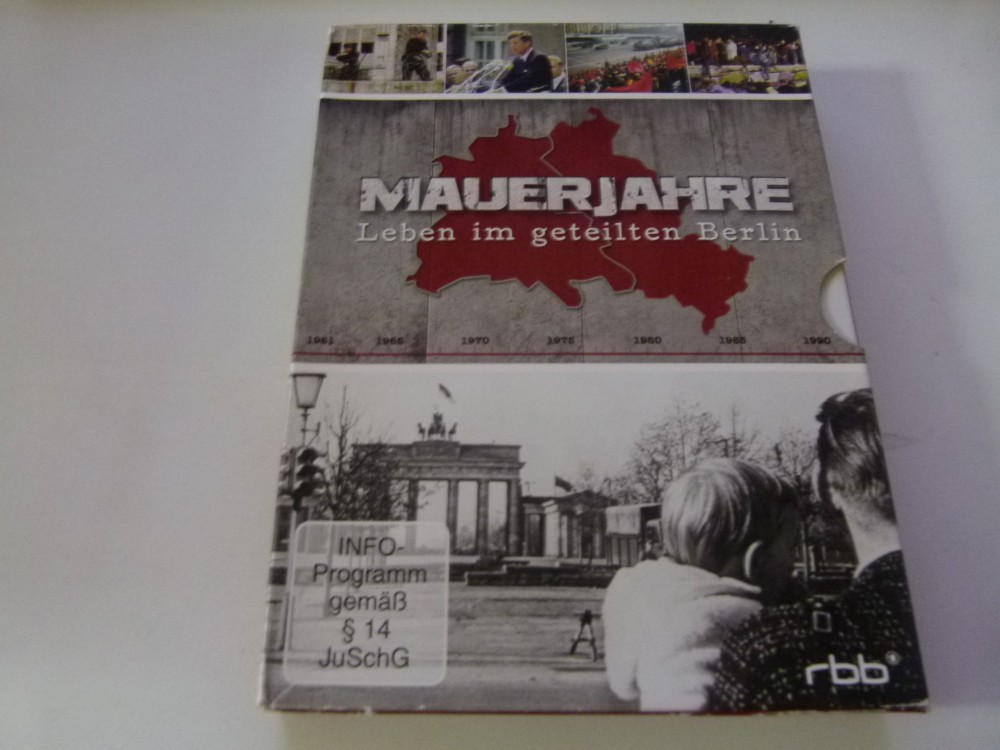 MAUERJAHRE
Leben im geteilten Berlin
1961 1965 1970 1975 1980 1985 1990
INFO-
Programm
gemäß
§ 14
JuSchG
rbb